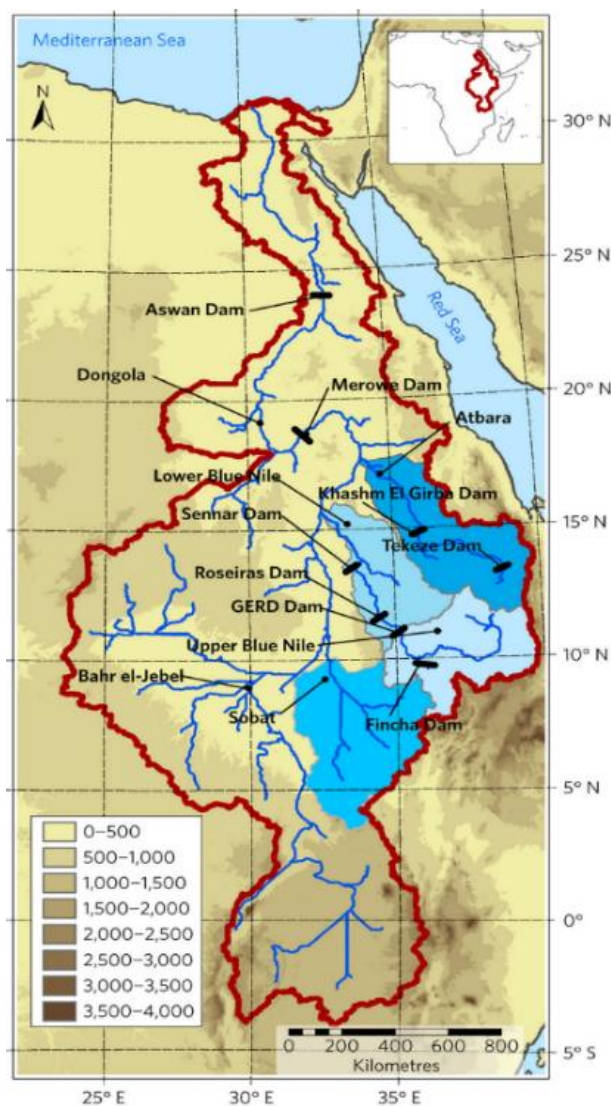 Mediterranean Sea
N
30° N
25° N
Aswan Dam
Red Sea
Dongola
Merowe Dam
20° N
Atbara
Lower Blue Nile
Khashm El Girba Dam
Sennar Dam
15° N
Tekeze Dam
Roseiras Dam
GERD Dam
Upper Blue Nile
10° N
Bahr el-Jebel
Sobat
Fincha Dam
5° N
0–500
500–1,000
1,000–1,500
1,500–2,000
2,000–2,500
2,500–3,000
3,000–3,500
3,500–4,000
0°
0 200 400 600 800
Kilometres
5° S
25° E 30° E 35° E